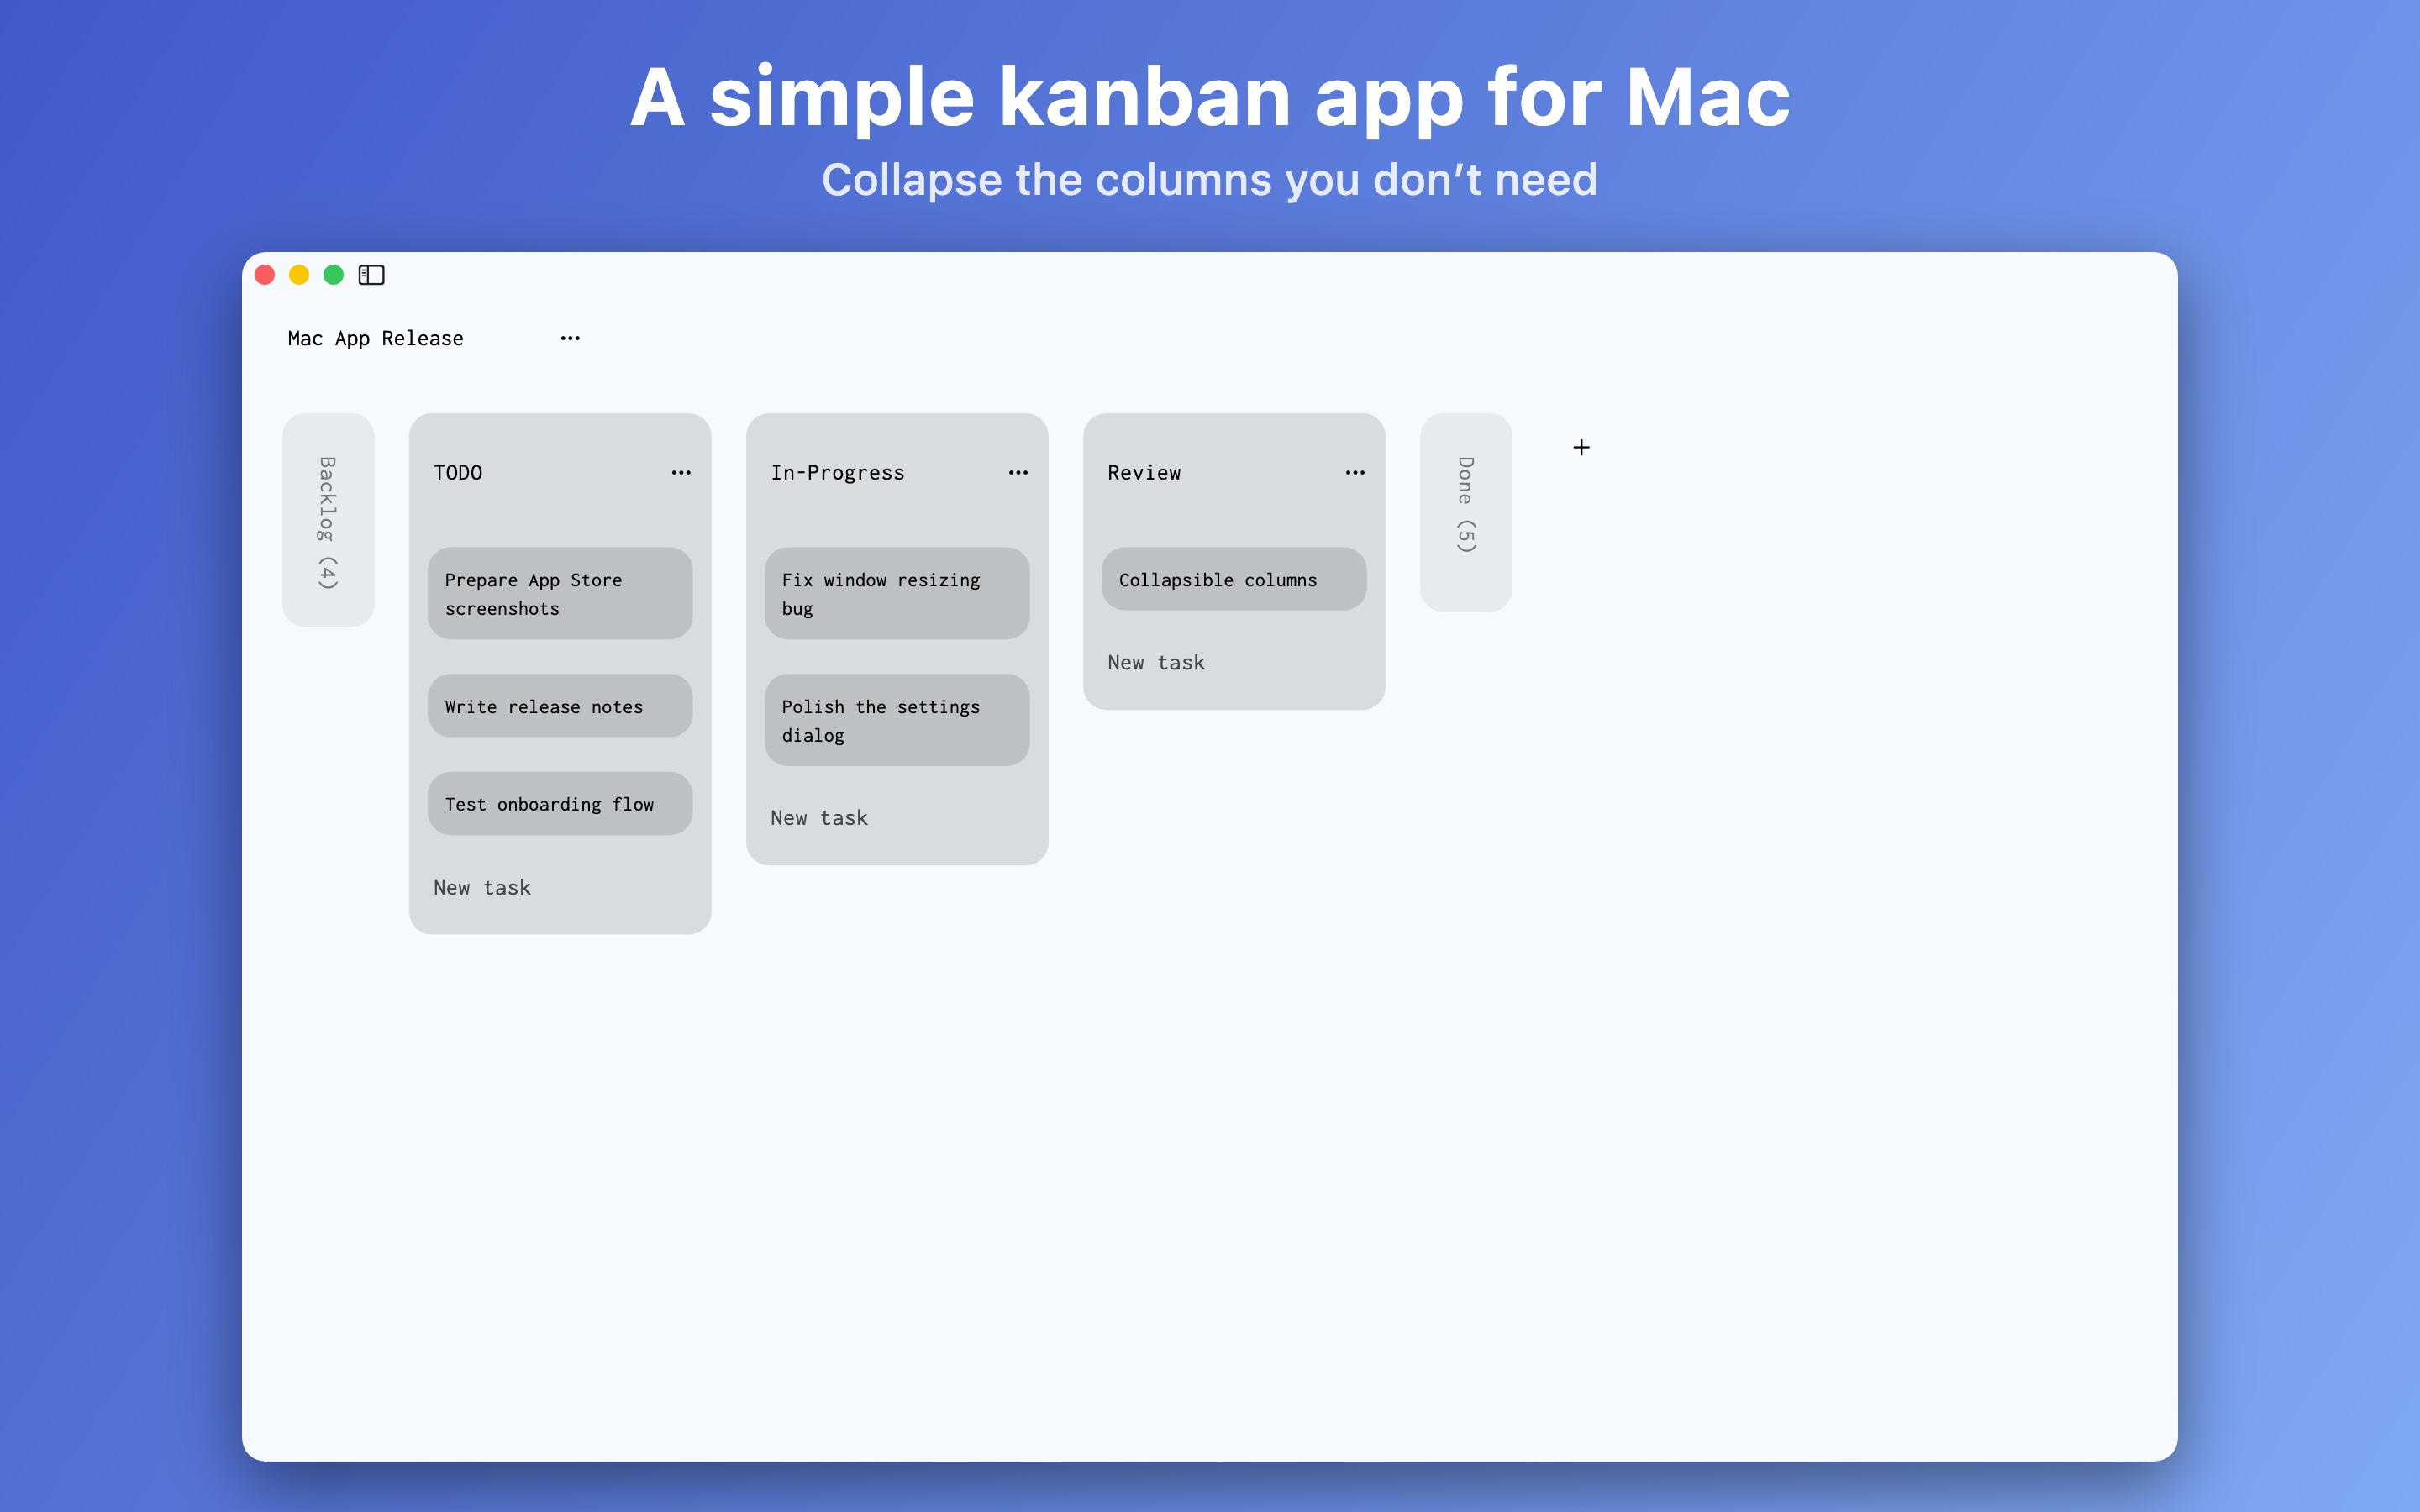 A simple kanban app for Mac
Collapse the columns you don’t need
Mac App Release
Backlog (4)
TODO
Prepare App Store
screenshots
Write release notes
Test onboarding flow
New task
In-Progress
Fix window resizing
bug
Polish the settings
dialog
New task
Review
Collapsible columns
New task
Done (5)